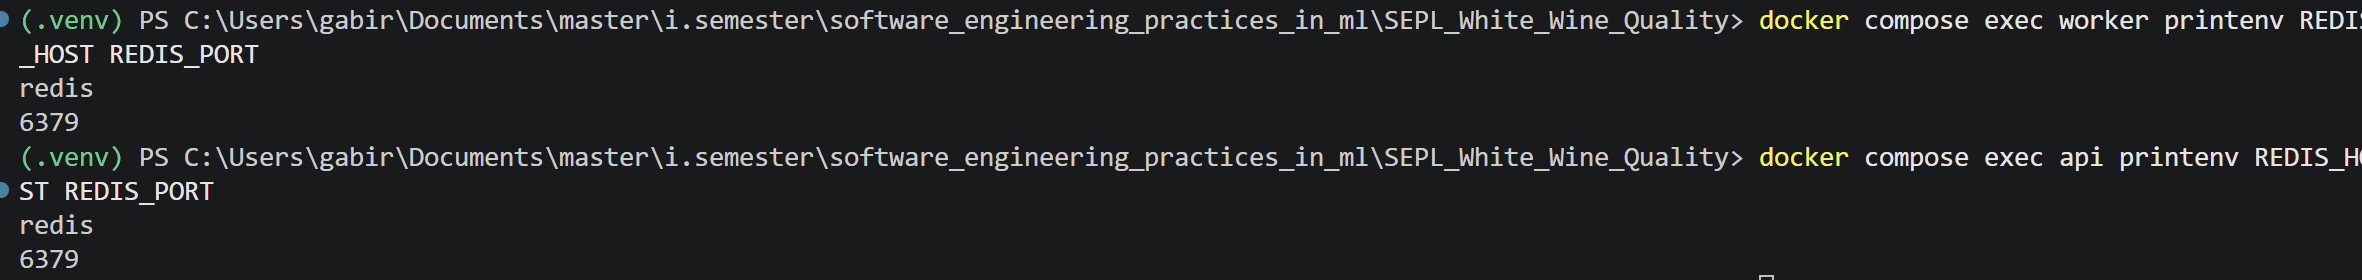 (.venv) PS C:\Users\gabir\Documents\master\i.semester\software_engineering_practices_in_ml\SEPL_White_Wine_Quality> docker compose exec worker printenv REDIS
_HOST REDIS_PORT
redis
6379
(.venv) PS C:\Users\gabir\Documents\master\i.semester\software_engineering_practices_in_ml\SEPL_White_Wine_Quality> docker compose exec api printenv REDIS_HO
ST REDIS_PORT
redis
6379